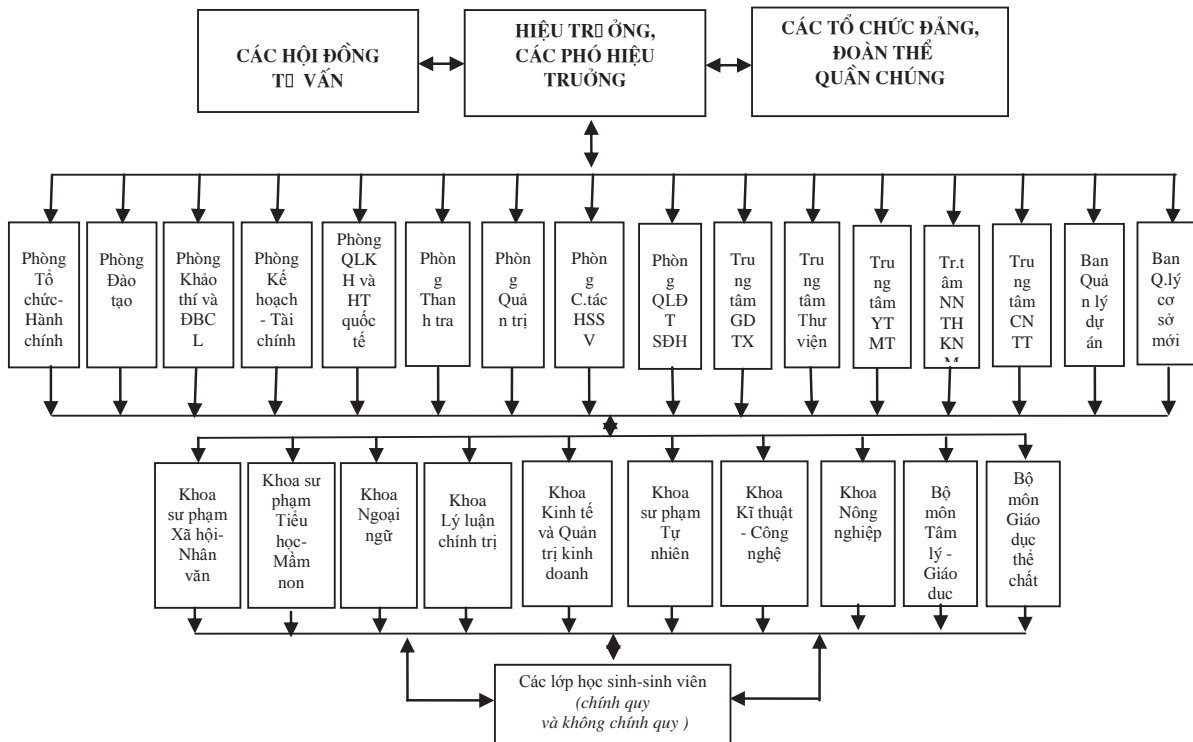 CÁC HỘI ĐỒNG
VẤN
HIỆU
CÁC PHÓ HIỆU
TRUỞNG
CÁC TỔ CHỨC ĐẢNG,
ĐOÀN THỂ
QUẦN CHÚNG
Phòng
Tổ
chức-
Hành
chính
Phòng
Đào
tạo
Phòng
Khảo
thí và
ĐBC
L
Phòng
Kế
hoạch
- Tài
chính
Phòng
QLK
H và
HT
quốc
tế
Phòn
g
Than
h tra
Phòn
g
Quả
n trị
Phòn
g
C.tác
HSS
V
Phòn
g
QLĐ
T
SĐH
Tru
ng
tâm
GD
TX
Tru
ng
tâm
Thư
viện
Tru
ng
tâm
YT
MT
Tr.t
âm
NN
TH
KN
M
Tru
ng
tâm
CN
TT
Ban
Quả
n lý
dự
án
Ban
Q.lý
cơ
sở
mới
Khoa
sư phạm
Xã hội-
Nhân
văn
Khoa sư
phạm
Tiểu
học-
Mầm
non
Khoa
Ngoại
ngữ
Khoa
Lý luận
chính trị
Khoa
Kinh tế
và Quản
trị kinh
doanh
Khoa
sư phạm
Tự
nhiên
Khoa
Kĩ thuật
- Công
nghệ
Khoa
Nông
nghiệp
Bộ
môn
Tâm
lý -
Giáo
duc
Bộ
môn
Giáo
dục
thể
chất
Các lớp học sinh-sinh viên
(chính quy
và không chính quy )